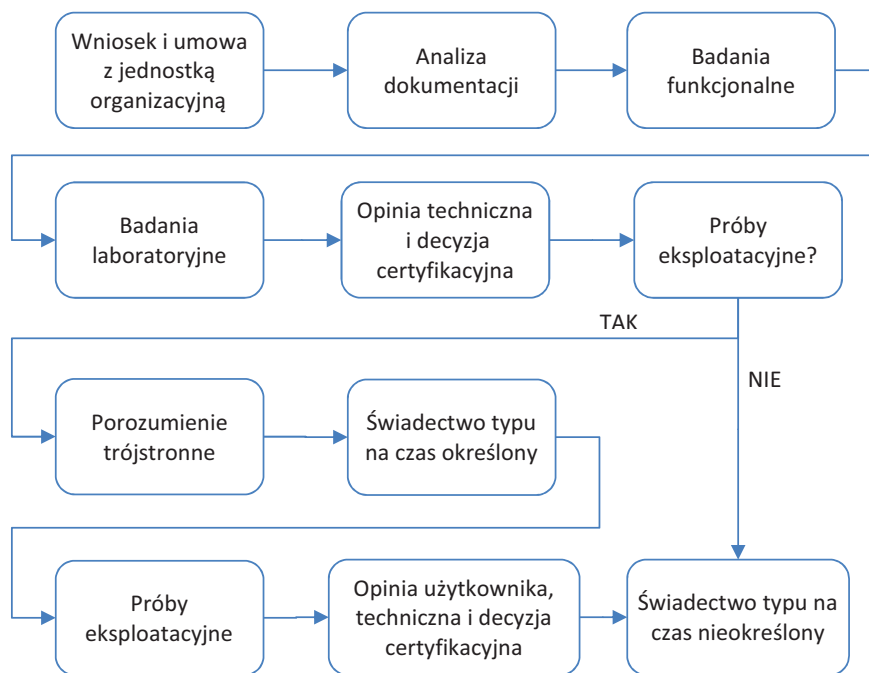 Wniosek i umowa
z jednostką
organizacyjną
Analiza
dokumentacji
Badania
funkcjonalne
Badania
laboratoryjne
Opinia techniczna
i decyzja
certyfikacyjna
Próby
eksploatacyjne?
TAK
NIE
Porozumienie
trójstronne
Świadectwo typu
na czas określony
Próby
eksploatacyjne
Opinia użytkownika,
techniczna i decyzja
certyfikacyjna
Świadectwo typu na
czas nieokreślony